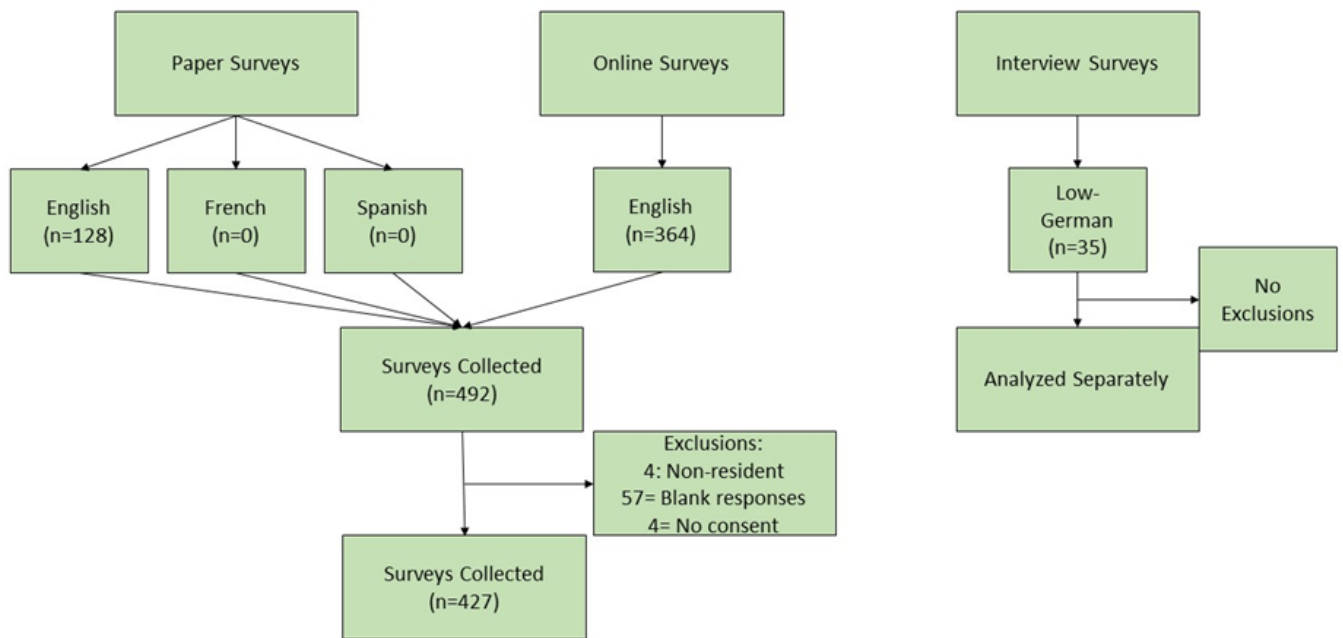 Paper Surveys
Online Surveys
Interview Surveys
English
(n=128)
French
(n=0)
Spanish
(n=0)
English
(n=364)
Low-
German
(n=35)
No
Exclusions
Surveys Collected
(n=492)
Analyzed Separately
Exclusions:
4: Non-resident
57= Blank responses
4= No consent
Surveys Collected
(n=427)